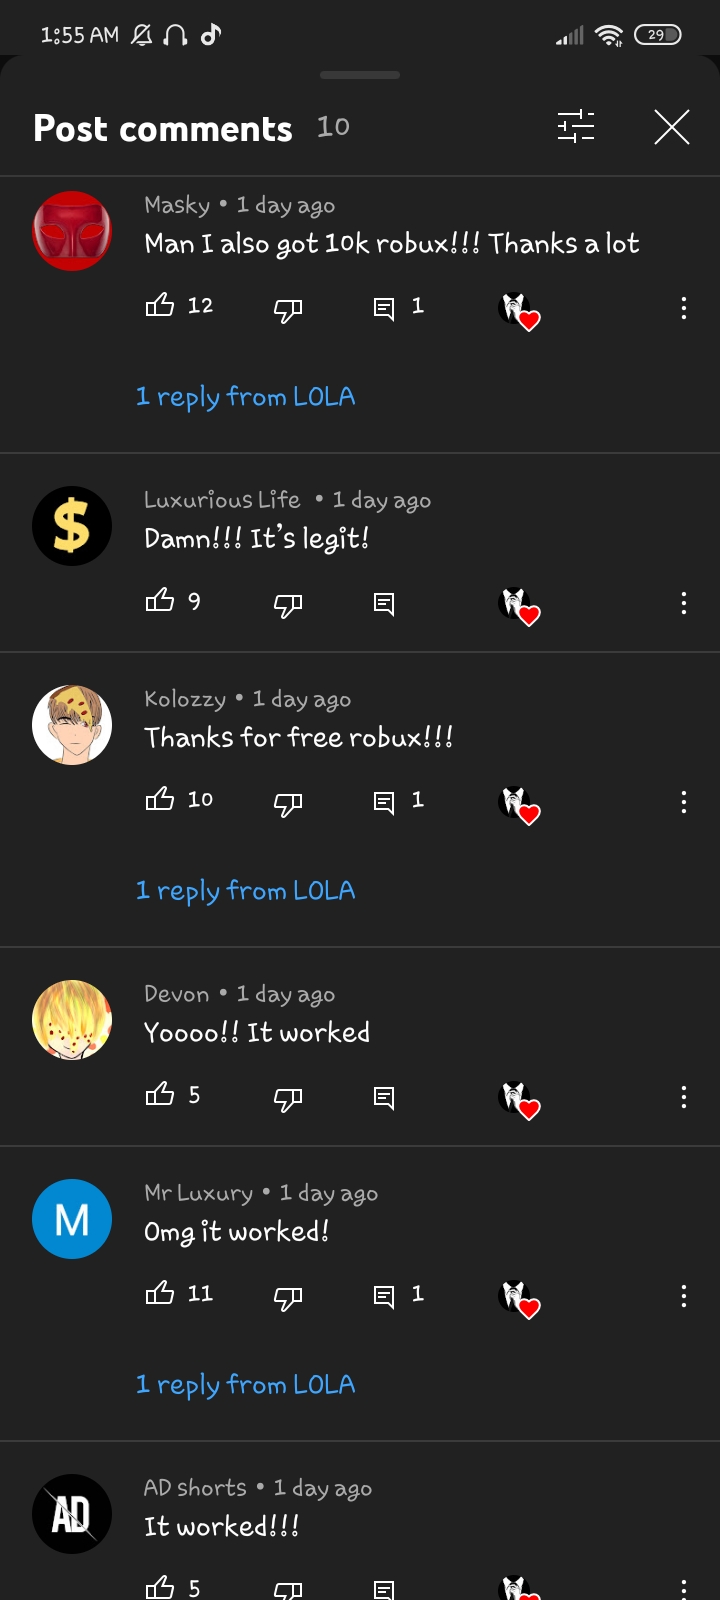 1:55 AM 29
Post comments 10
Masky • 1 day ago
Man I also got 10k robux!!! Thanks a lot
12 1
1 reply from LOLA
$
Luxurious Life • 1 day ago
Damn!!! It's legit!
9
Kolozzy • 1 day ago
Thanks for free robux!!!
10 1
1 reply from LOLA
Devon • 1 day ago
Yoooo!! It worked
5
M
Mr Luxury • 1 day ago
Omg it worked!
11 1
1 reply from LOLA
AD
AD shorts • 1 day ago
It worked!!!
5